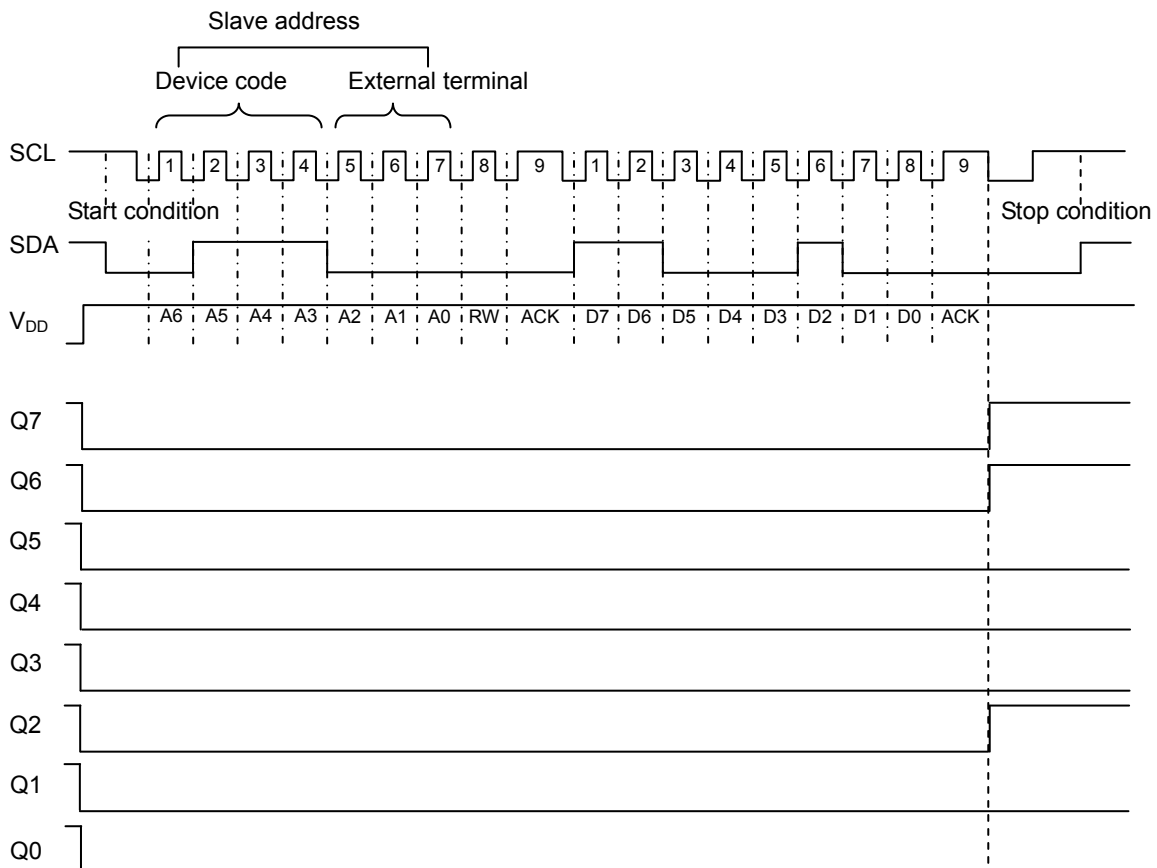 Slave address
Device code External terminal
SCL 1 2 3 4 5 6 7 8 9 1 2 3 4 5 6 7 8 9
Start condition Stop condition
SDA
VDD A6 A5 A4 A3 A2 A1 A0 RW ACK D7 D6 D5 D4 D3 D2 D1 D0 ACK
Q7
Q6
Q5
Q4
Q3
Q2
Q1
Q0